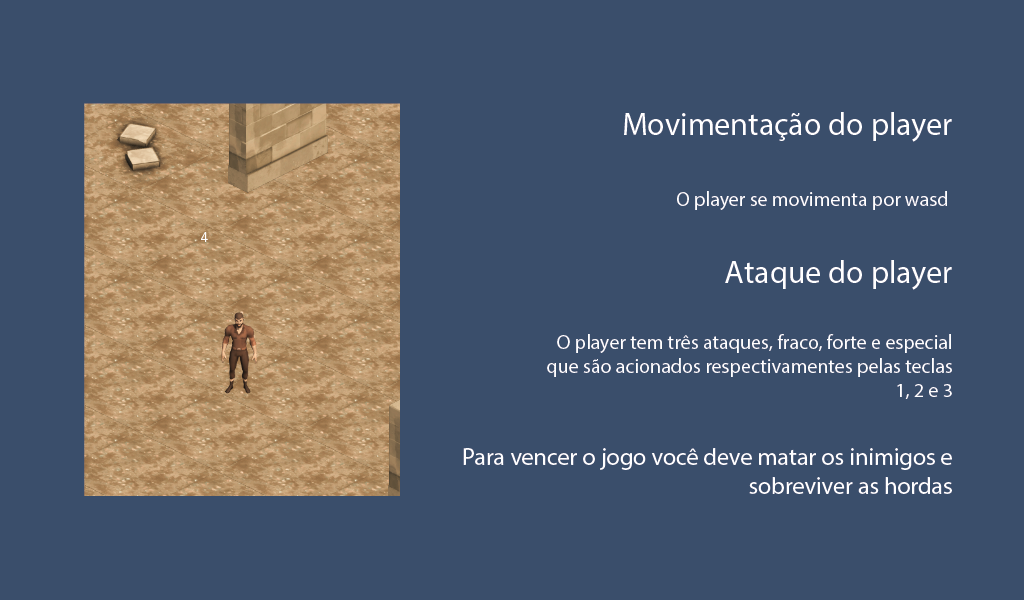 Movimentação do player
O player se movimenta por wasd
4
Ataque do player
O player tem três ataques, fraco, forte e especial
que são acionados respectivamentes pelas teclas
1, 2 e 3
Para vencer o jogo você deve matar os inimigos e
sobreviver as hordas